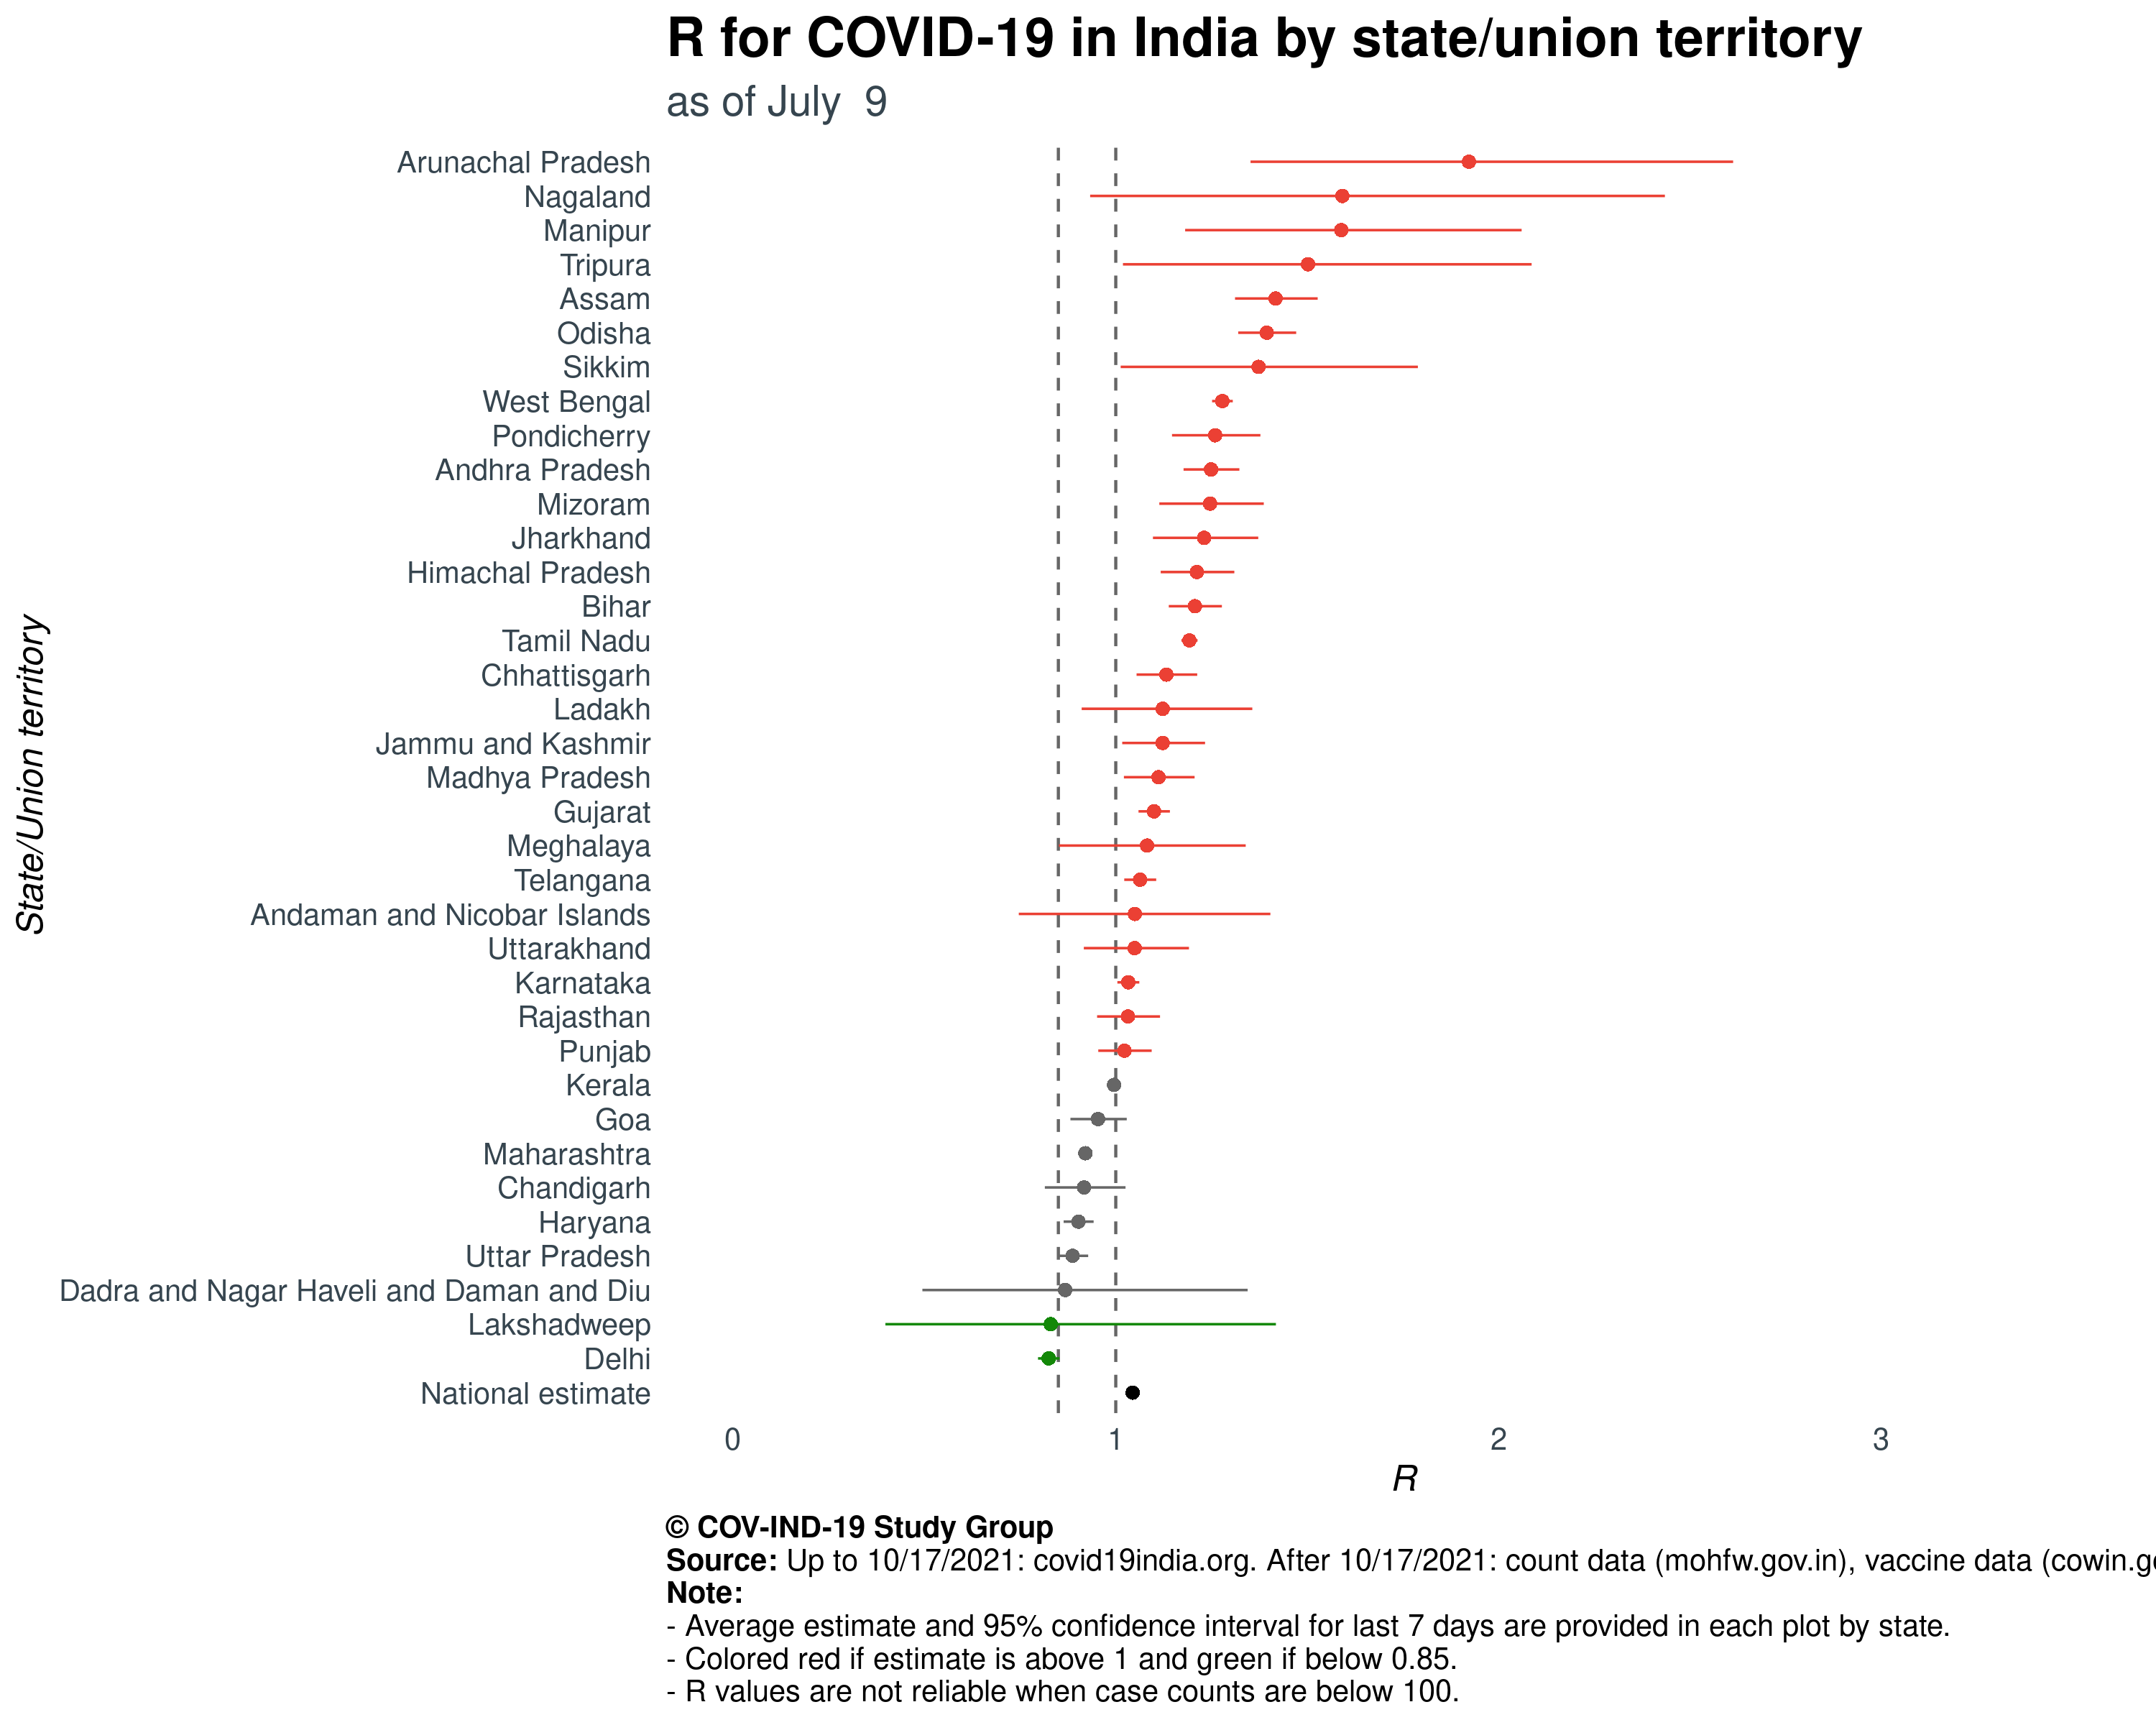 R for COVID-19 in India by state/union territory
as of July  9
State/Union territory
Arunachal Pradesh
Nagaland
Manipur
Tripura
Assam
Odisha
Sikkim
West Bengal
Pondicherry
Andhra Pradesh
Mizoram
Jharkhand
Himachal Pradesh
Bihar
Tamil Nadu
Chhattisgarh
Ladakh
Jammu and Kashmir
Madhya Pradesh
Gujarat
Meghalaya
Telangana
Andaman and Nicobar Islands
Uttarakhand
Karnataka
Rajasthan
Punjab
Kerala
Goa
Maharashtra
Chandigarh
Haryana
Uttar Pradesh
Dadra and Nagar Haveli and Daman and Diu
Lakshadweep
Delhi
National estimate
0 1 2 3
R
© COV-IND-19 Study Group
Source: Up to 10/17/2021: covid19india.org. After 10/17/2021: count data (mohfw.gov.in), vaccine data
Note:
- Average estimate and 95% confidence interval for last 7 days are provided in each plot by state.
- Colored red if estimate is above 1 and green if below 0.85.
- R values are not reliable when case counts are below 100.